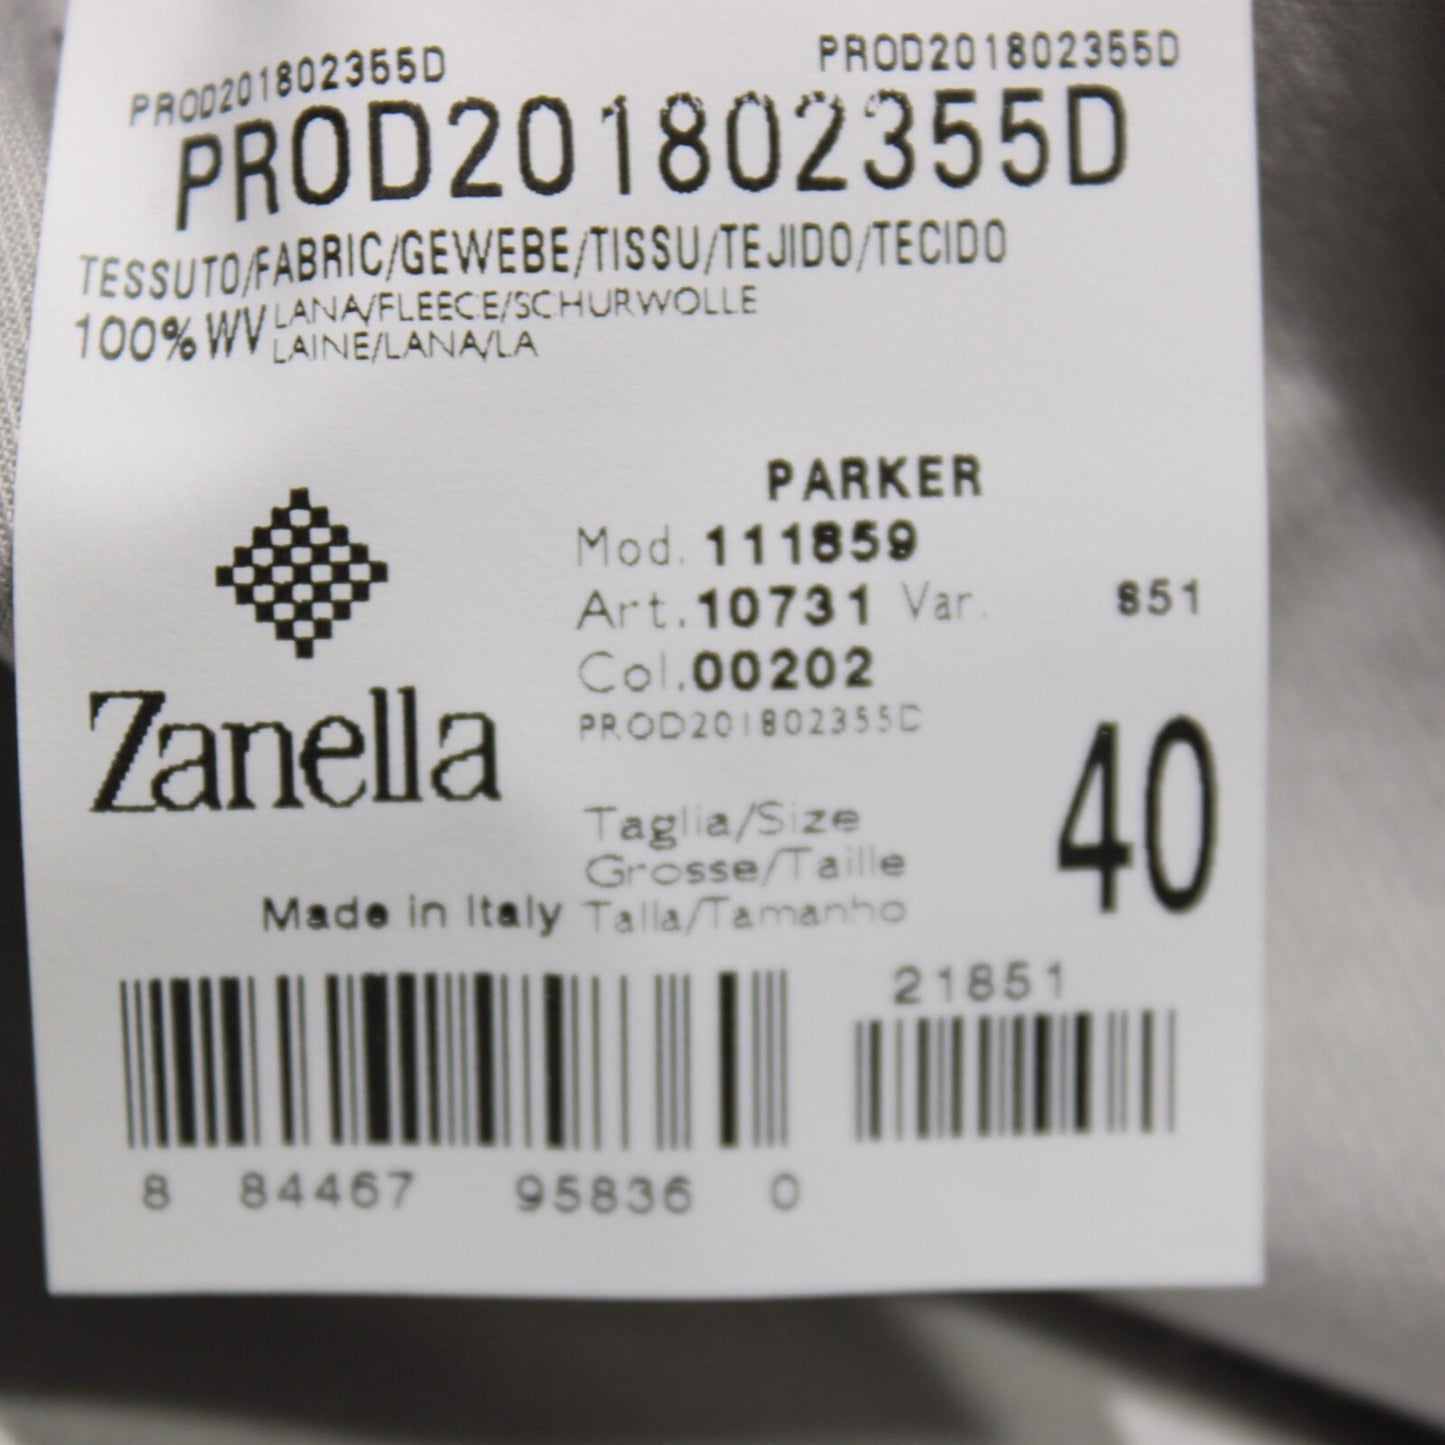 PROD201802355D PROD201802355D
PROD201802355D
TESSUTO/FABRIC/GEWEBE/TISSU/TEJIDO/TECIDO
100% WV LANA/FLEECE/SCHURWOLLE
LAINE/LANA/LA
PARKER
Mod. 111859
Art. 10731 Var. 851
Col. 00202
PROD201802355D
Zanella
Taglia/Size
Grosse/Taille
Talla/Tamanho
40
Made in Italy
21851
8 84467 95836 0